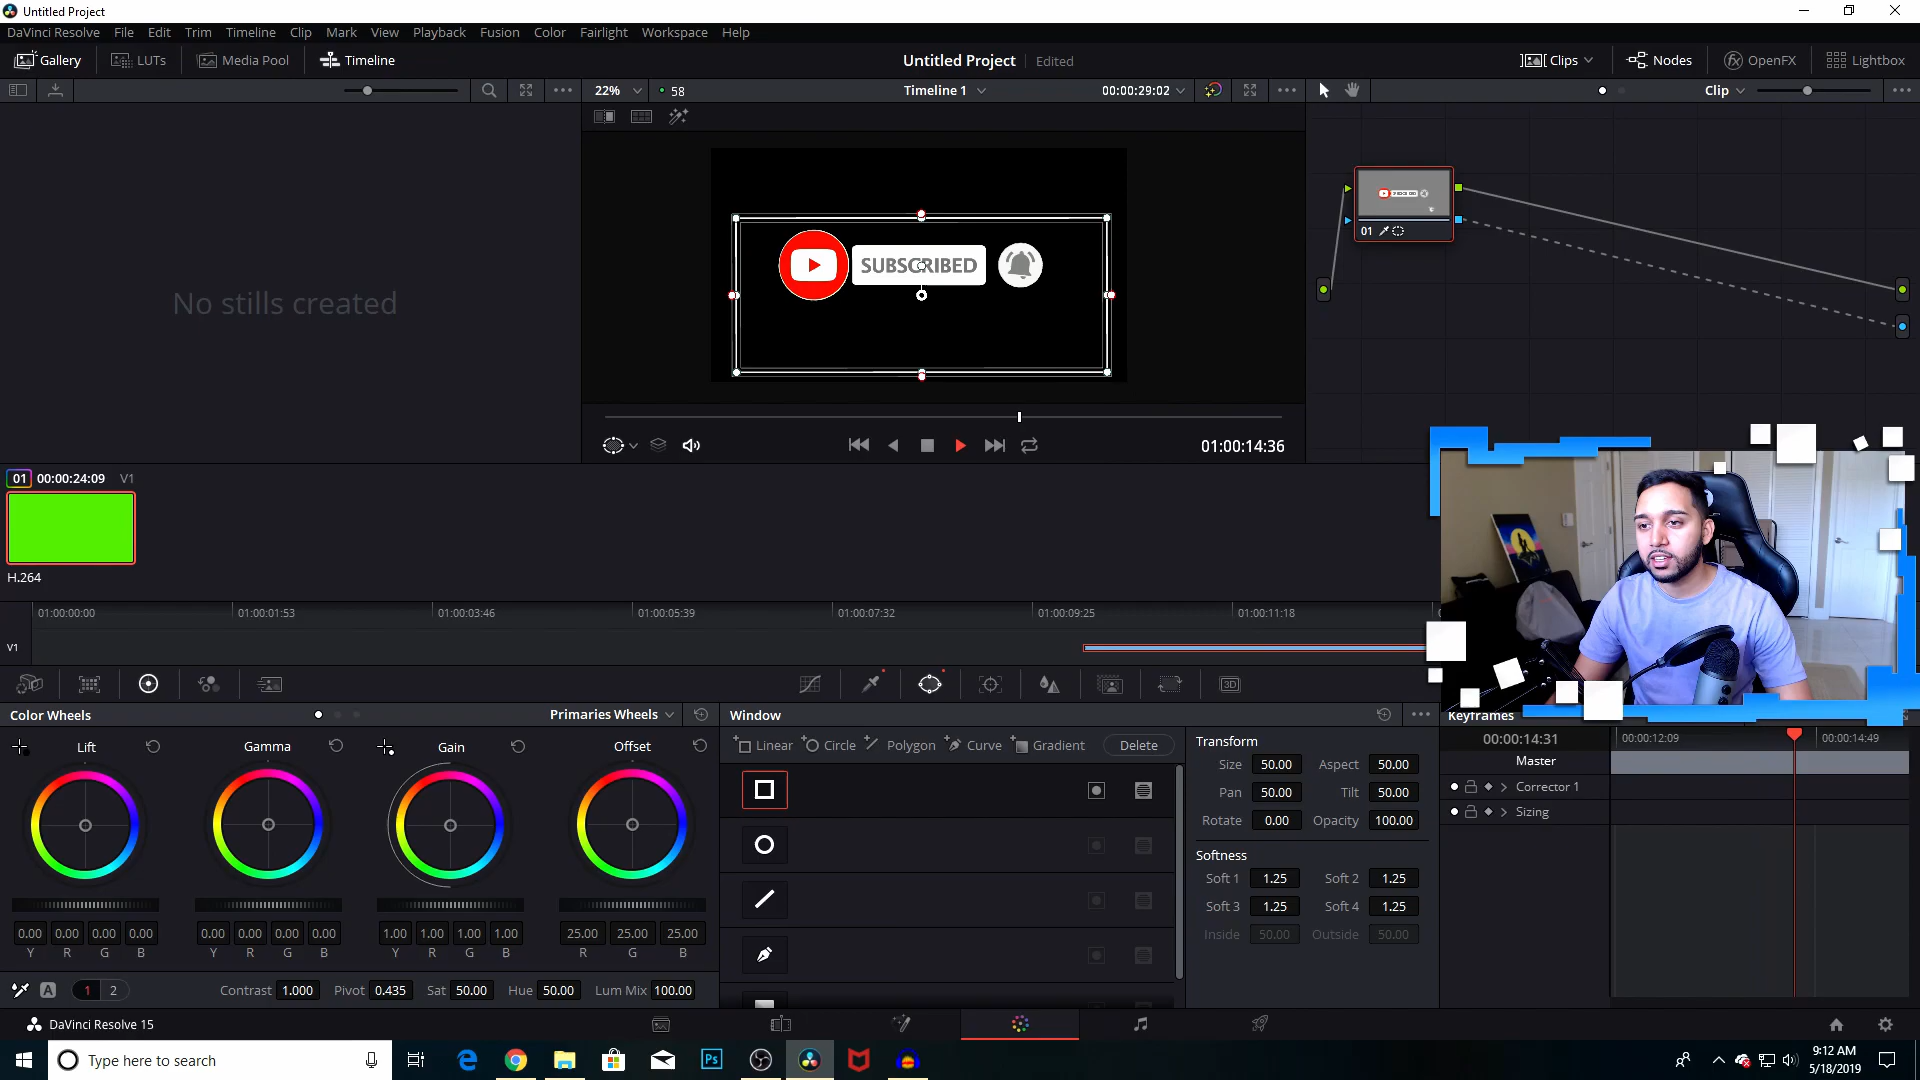 Untitled Project
DaVinci Resolve File Edit Trim Timeline Clip Mark View Playback Fusion Color Fairlight Workspace Help
Gallery LUTs Media Pool Timeline Untitled Project Edited Clips Nodes OpenFX Lightbox
22% 58 Timeline 1 00:00:29:02 Clip
SUBSCRIBED
01
No stills created
01:00:14:36
01 00:00:24:09 V1
H.264
01:00:00:00 01:00:01:53 01:00:03:46 01:00:05:39 01:00:07:32 01:00:09:25 01:00:11:18
V1
3D
Color Wheels Primaries Wheels Window Keyframes
Lift Gamma Gain Offset
Linear Circle Polygon Curve Gradient Delete
Transform
Size 50.00 Aspect 50.00
Pan 50.00 Tilt 50.00
Rotate 0.00 Opacity 100.00
Softness
Soft 1 1.25 Soft 2 1.25
Soft 3 1.25 Soft 4 1.25
Inside 50.00 Outside 50.00
00:00:14:31 00:00:12:09 00:00:14:49
Master
Corrector 1
Sizing
0.00 0.00 0.00 0.00 0.00 0.00 0.00 0.00 1.00 1.00 1.00 1.00 25.00 25.00 25.00
Y R G B Y R G B Y R G B R G B
A 1 2 Contrast 1.000 Pivot 0.435 Sat 50.00 Hue 50.00 Lum Mix 100.00
DaVinci Resolve 15
Type here to search
Ps
9:12 AM
5/18/2019